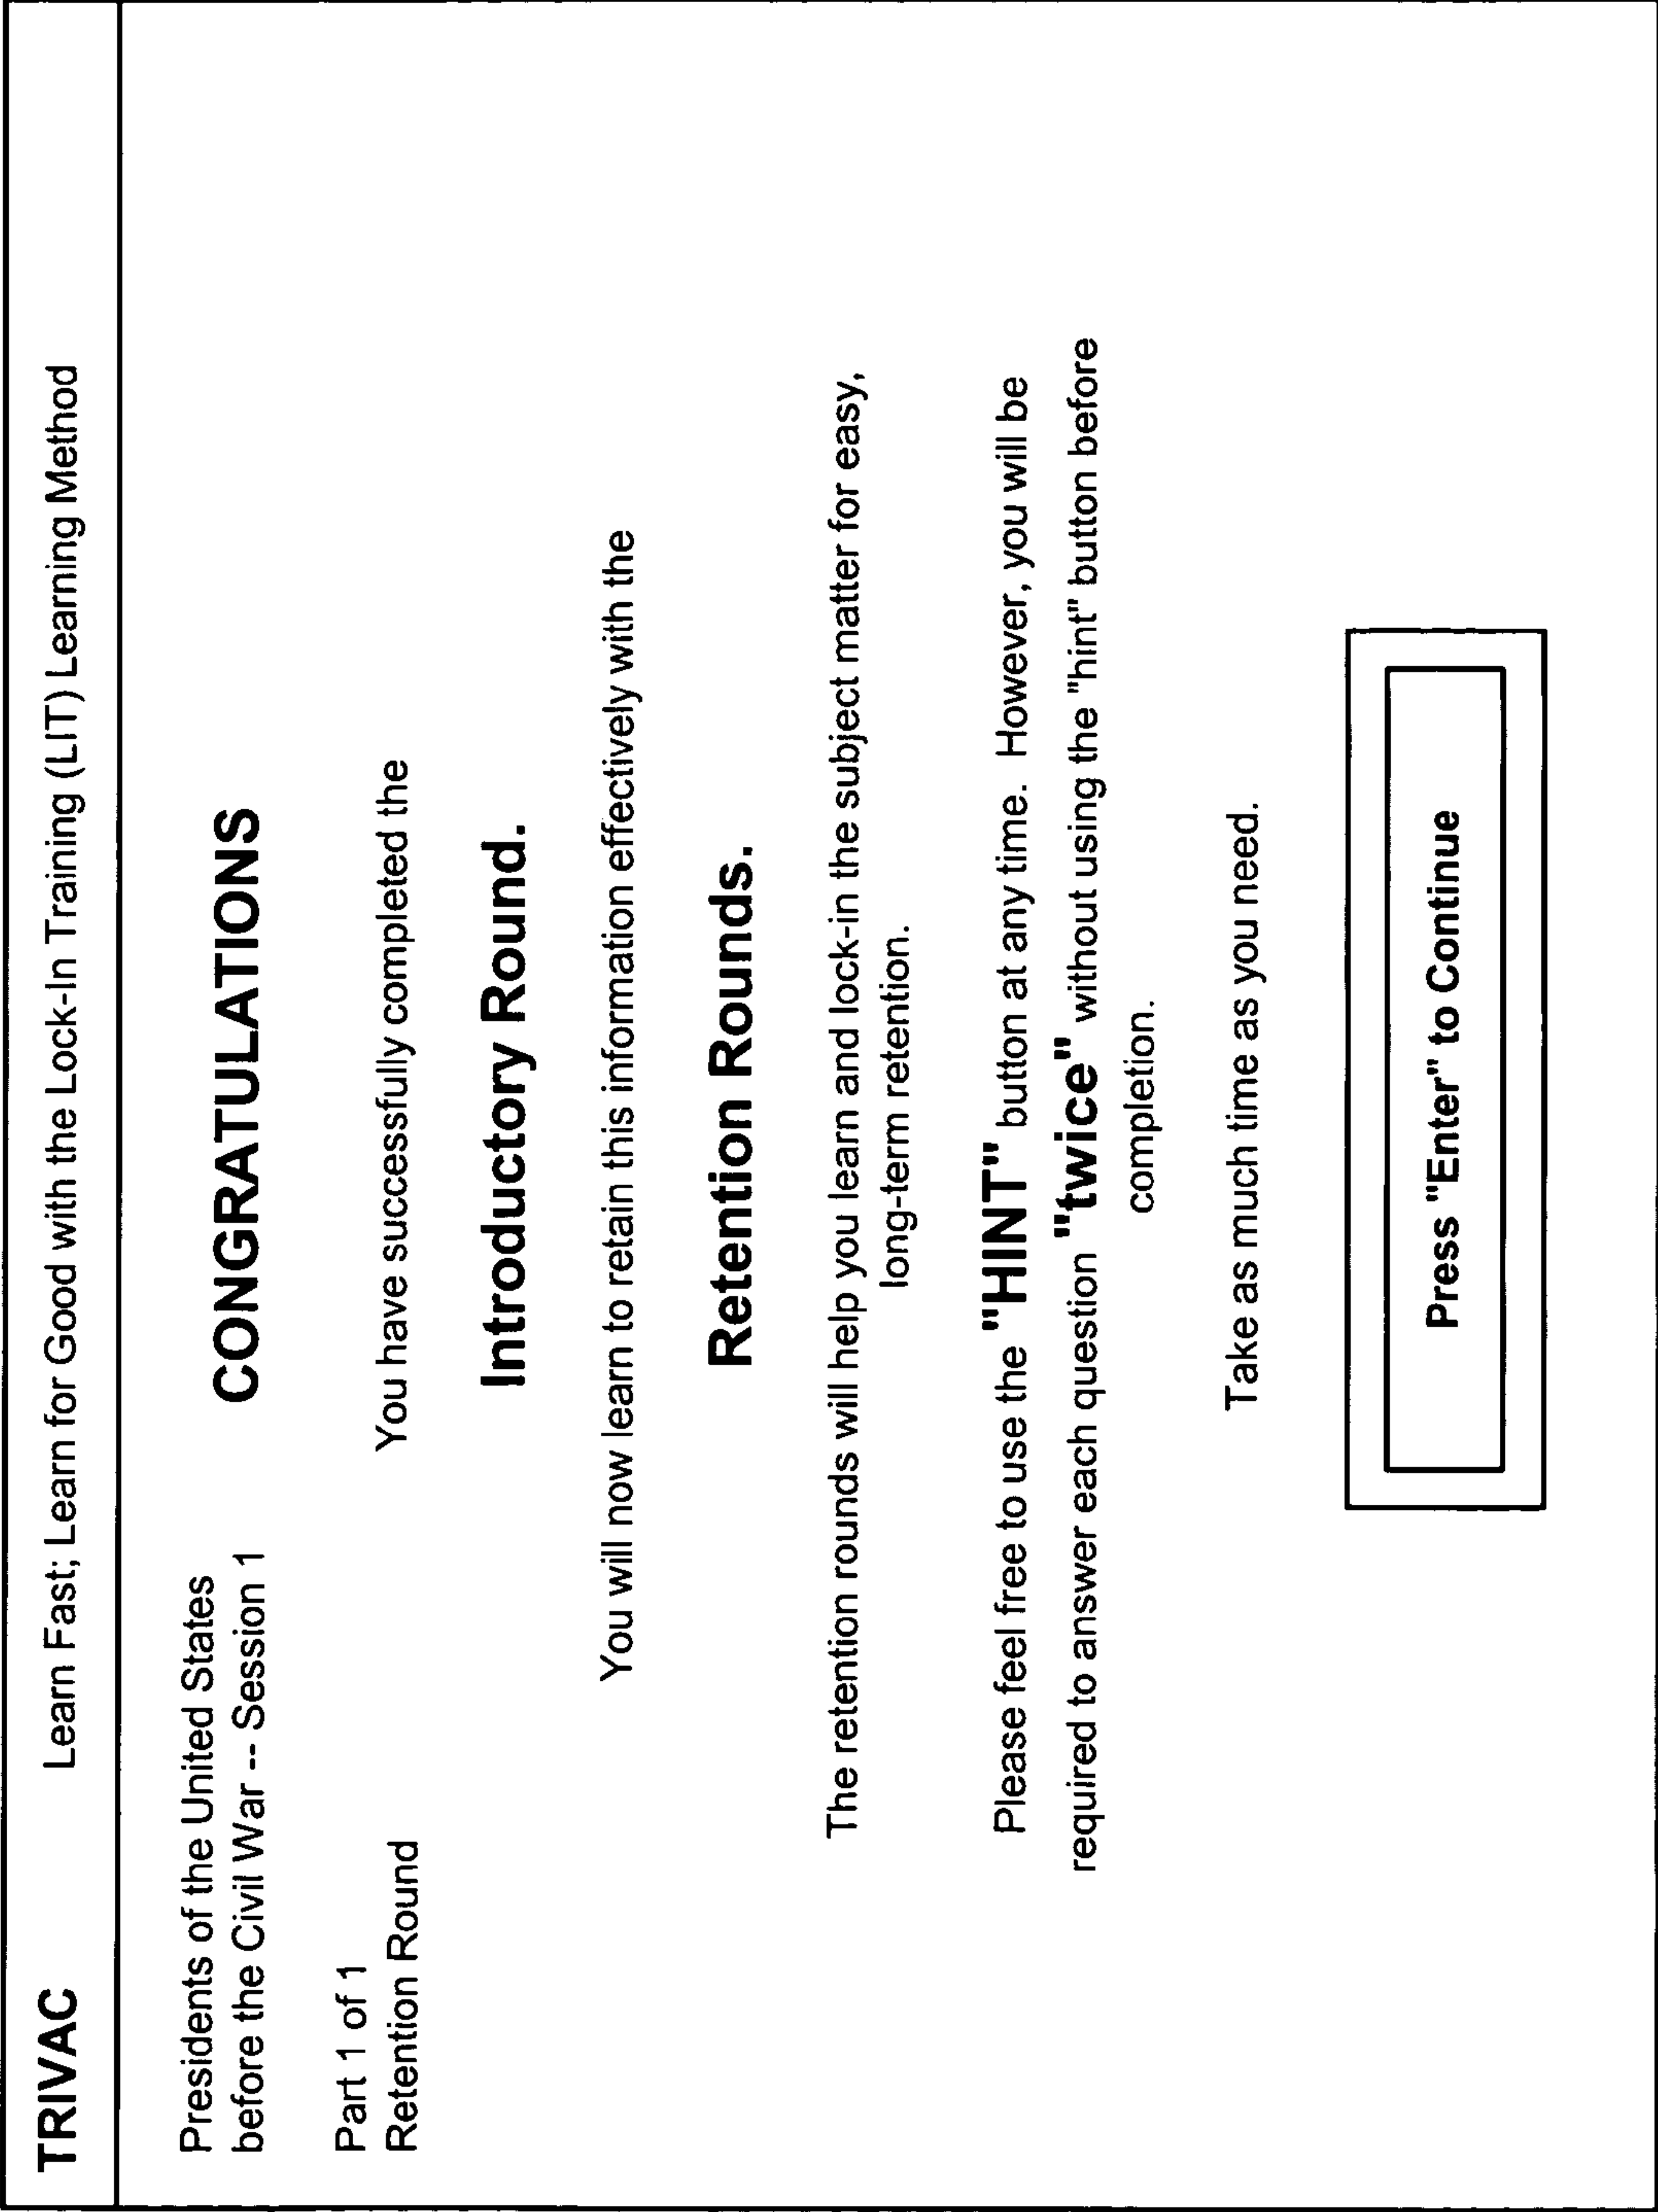 TRIVAC Learn Fast; Learn for Good with the Lock-In Training (LIT) Learning Method
Presidents of the United States
before the Civil War -- Session 1
CONGRATULATIONS
Part 1 of 1
Retention Round
You have successfully completed the
Introductory Round.
You will now learn to retain this information effectively with the
Retention Rounds.
The retention rounds will help you learn and lock-in the subject matter for easy,
long-term retention.
Please feel free to use the "HINT" button at any time. However, you will be
required to answer each question "twice" without using the "hint" button before
completion.
Take as much time as you need.
Press "Enter" to Continue